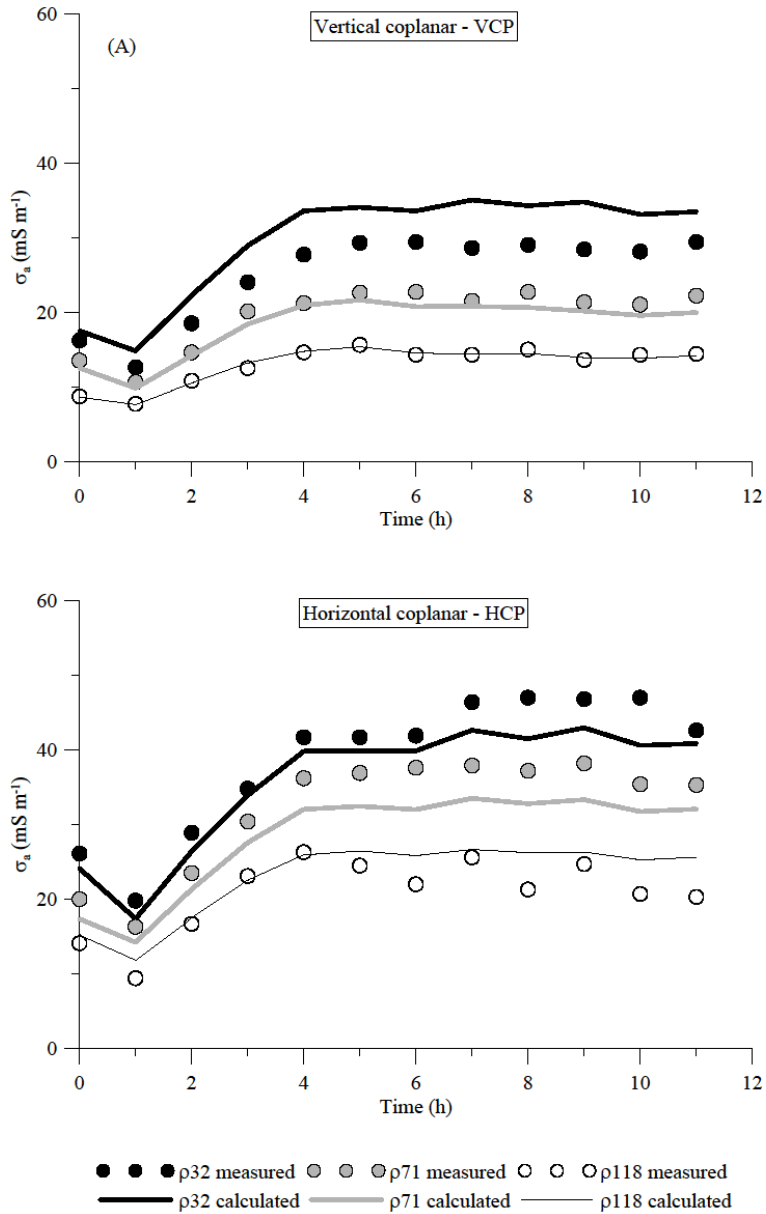 Vertical coplanar - VCP
(A)
60
40
20
0
σa (mS m-1)
0 2 4 6 8 10 12
Time (h)
Horizontal coplanar - HCP
60
40
20
0
σa (mS m-1)
0 2 4 6 8 10 12
Time (h)
ρ32 measured ρ71 measured ρ118 measured
ρ32 calculated ρ71 calculated ρ118 calculated